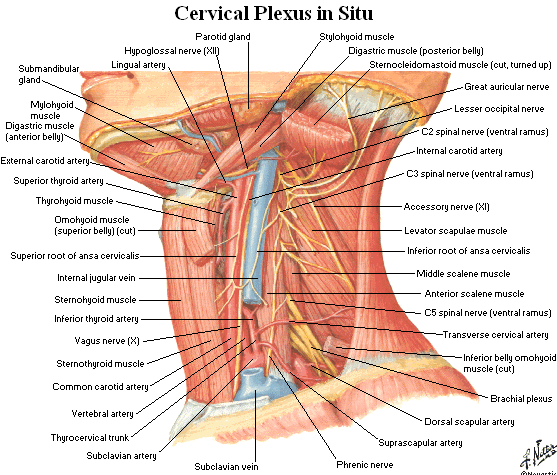 Cervical Plexus in Situ
Parotid gland
Hypoglossal nerve (XII)
Lingual artery
Submandibular
gland
Mylohyoid
muscle
Digastric muscle
(anterior belly)
External carotid artery
Superior thyroid artery
Thyrohyoid muscle
Omohyoid muscle
(superior belly) (cut)
Superior root of ansa cervicalis
Internal jugular vein
Sternohyoid muscle
Inferior thyroid artery
Vagus nerve (X)
Sternothyroid muscle
Common carotid artery
Vertebral artery
Thyrocervical trunk
Subclavian artery
Subclavian vein
Stylohyoid muscle
Digastric muscle (posterior belly)
Sternocleidomastoid muscle (cut, turned up)
Great auricular nerve
Lesser occipital nerve
C2 spinal nerve (ventral ramus)
Internal carotid artery
C3 spinal nerve (ventral ramus)
Accessory nerve (XI)
Levator scapulae muscle
Inferior root of ansa cervicalis
Middle scalene muscle
Anterior scalene muscle
C5 spinal nerve (ventral ramus)
Transverse cervical artery
Inferior belly omohyoid
muscle (cut)
Brachial plexus
Dorsal scapular artery
Suprascapular artery
Phrenic nerve